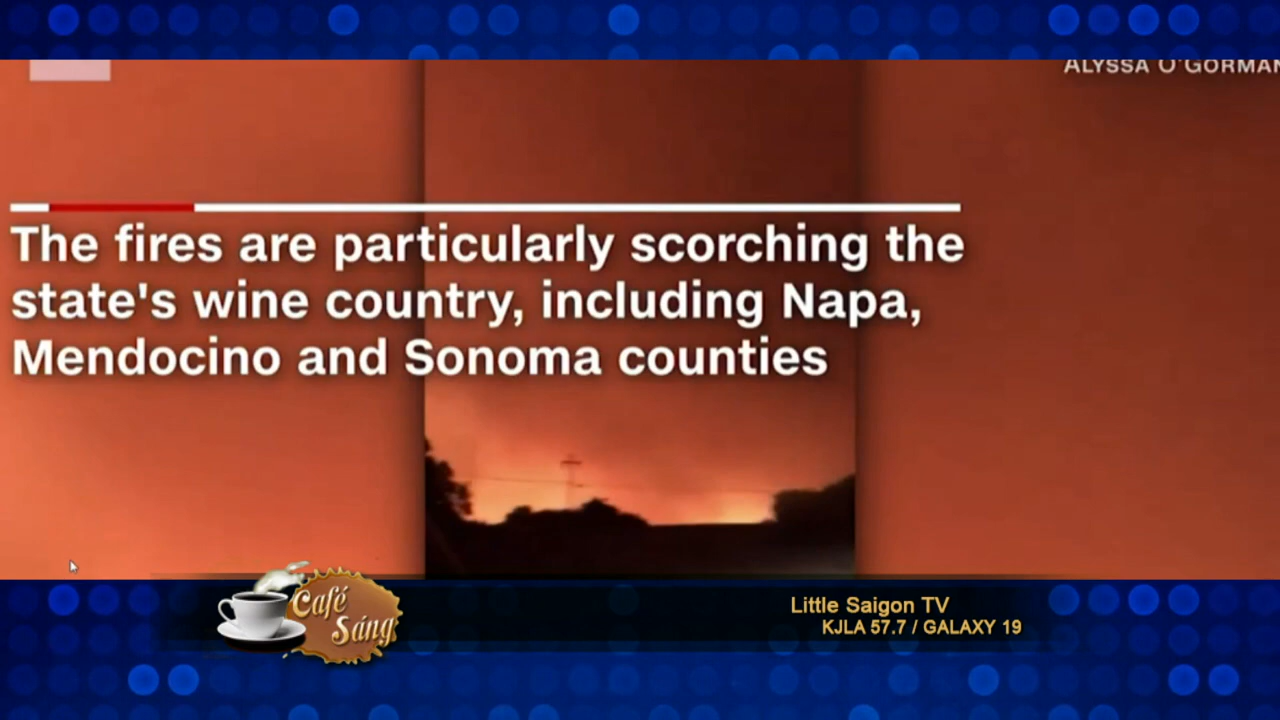 ALYSSA O'GORMAN
The fires are particularly scorching the
state's wine country, including Napa,
Mendocino and Sonoma counties
Café
Sáng
Little Saigon TV
KJLA 57.7 / GALAXY 19